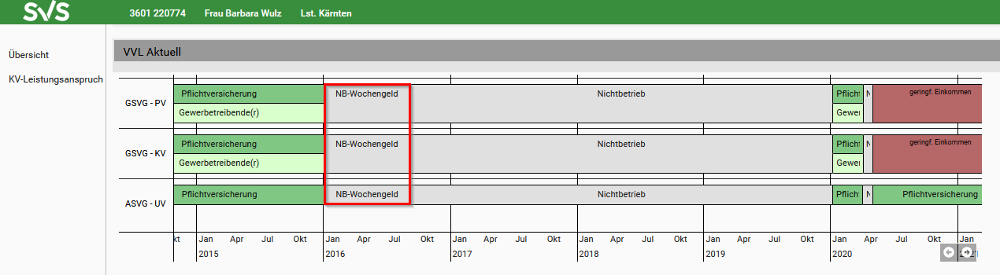 SVS 3601 220774 Frau Barbara Wulz Lst. Kärnten
Übersicht
KV-Leistungsanspruch
VVL Aktuell
GSVG - PV
Pflichtversicherung NB-Wochengeld Nichtbetrieb Pflicht N geringf. Einkommen
Gewerbetreibende(r) Gewer
GSVG - KV
Pflichtversicherung NB-Wochengeld Nichtbetrieb Pflicht N geringf. Einkommen
Gewerbetreibende(r) Gewer
ASVG - UV
Pflichtversicherung NB-Wochengeld Nichtbetrieb Pflicht N Pflichtversicherung
kt Jan Apr Jul Okt Jan Apr Jul Okt Jan Apr Jul Okt Jan Apr Jul Okt Jan Apr Jul Okt Jan Apr Jul Okt Jan
2015 2016 2017 2018 2019 2020 2021